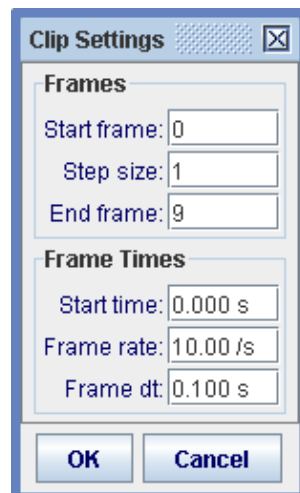 Clip Settings
Frames
Start frame: 0
Step size: 1
End frame: 9
Frame Times
Start time: 0.000 s
Frame rate: 10.00 /s
Frame dt: 0.100 s
OK Cancel